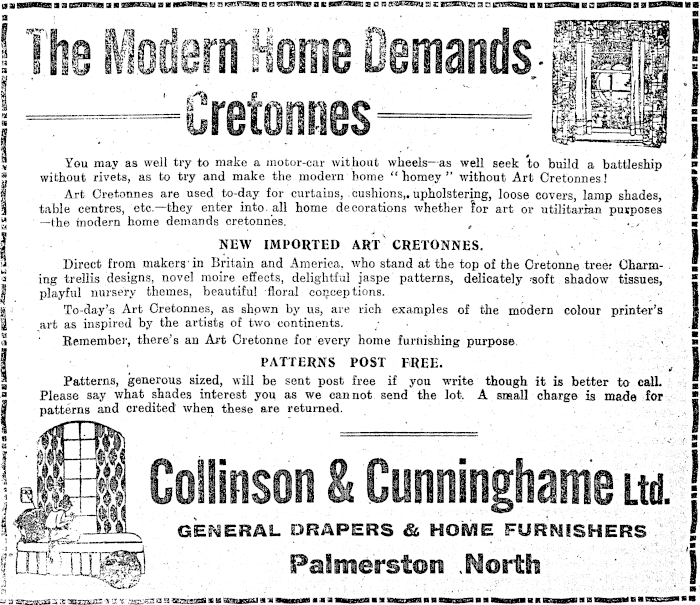 The Modern Home Demands
Cretonnes
You may as well try to make a motor-car without wheels—as well seek to build a battleship
without rivets, as to try and make the modern home "homey" without Art Cretonnes!
Art Cretonnes are used to-day for curtains, cushions, upholstering, loose covers, lamp shades,
table centres, etc.—they enter into all home decorations whether for art or utilitarian purposes
—the modern home demands cretonnes.
NEW IMPORTED ART CRETONNES.
Direct from makers in Britain and America, who stand at the top of the Cretonne tree: Charm-
ing trellis designs, novel moire effects, delightful jaspe patterns, delicately soft shadow tissues,
playful nursery themes, beautiful floral conceptions.
To-day's Art Cretonnes, as shown by us, are rich examples of the modern colour printer's
art as inspired by the artists of two continents.
Remember, there's an Art Cretonne for every home furnishing purpose
PATTERNS POST FREE.
Patterns, generous sized, will be sent post free if you write though it is better to call.
Please say what shades interest you as we cannot send the lot. A small charge is made for
patterns and credited when these are returned.
Collinson & Cunninghame Ltd.
GENERAL DRAPERS & HOME FURNISHERS
Palmerston North